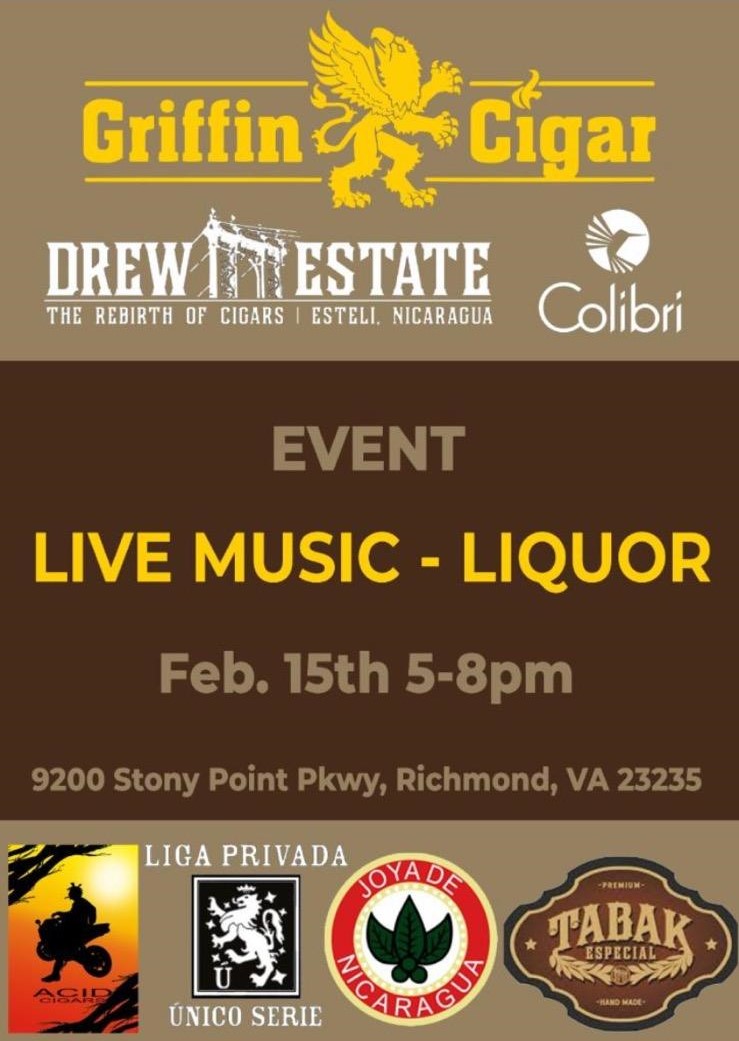 Griffin Cigar
DREW ESTATE
THE REBIRTH OF CIGARS | ESTELI, NICARAGUA
Colibri
EVENT
LIVE MUSIC - LIQUOR
Feb. 15th 5-8pm
9200 Stony Point Pkwy, Richmond, VA 23235
ACID
CIGARS
LIGA PRIVADA
Ú
ÚNICO SERIE
JOYA DE
NICARAGUA
-PREMIUM-
TABAK
ESPECIAL
-HAND MADE-